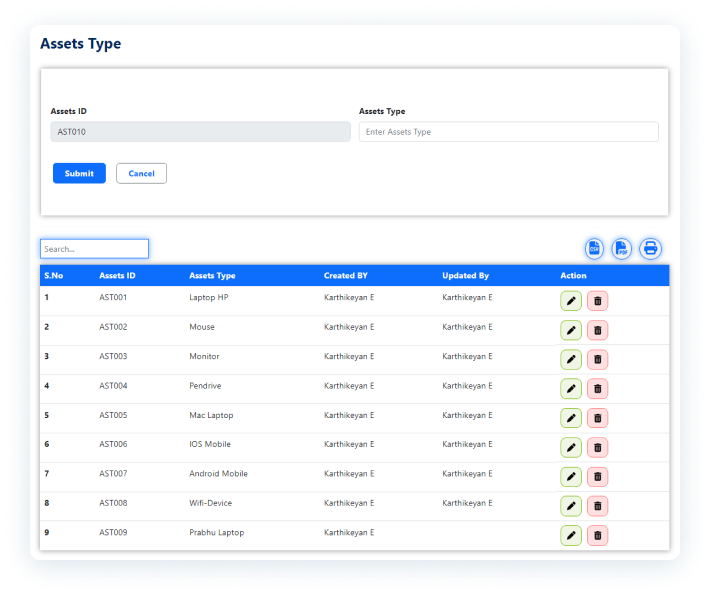 Assets Type
Assets ID Assets Type
AST010 Enter Assets Type
Submit Cancel
Search... CSV PDF
S.No Assets ID Assets Type Created BY Updated By Action
1 AST001 Laptop HP Karthikeyan E Karthikeyan E
2 AST002 Mouse Karthikeyan E Karthikeyan E
3 AST003 Monitor Karthikeyan E Karthikeyan E
4 AST004 Pendrive Karthikeyan E Karthikeyan E
5 AST005 Mac Laptop Karthikeyan E Karthikeyan E
6 AST006 IOS Mobile Karthikeyan E Karthikeyan E
7 AST007 Android Mobile Karthikeyan E Karthikeyan E
8 AST008 Wifi-Device Karthikeyan E Karthikeyan E
9 AST009 Prabhu Laptop Karthikeyan E